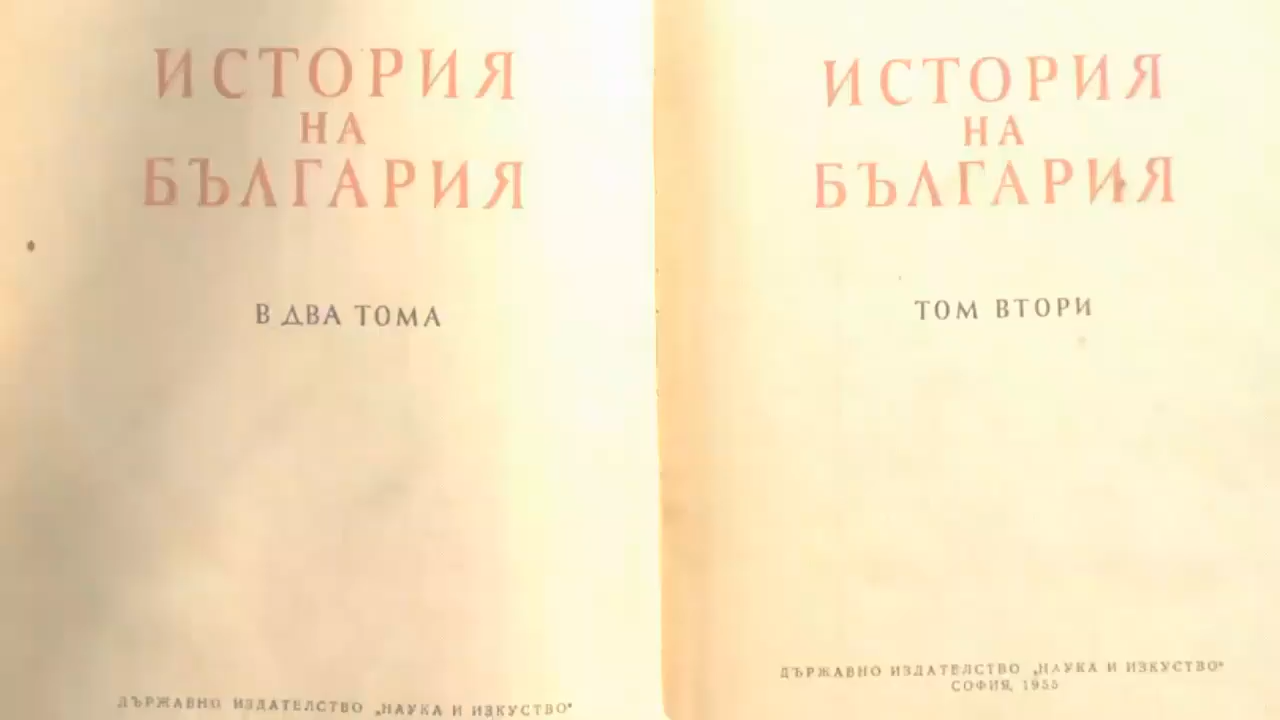 ИСТОРИЯ
НА
БЪЛГАРИЯ
В ДВА ТОМА
ДЪРЖАВНО ИЗДАТЕЛСТВО „НАУКА И ИЗКУСТВО"
ИСТОРИЯ
НА
БЪЛГАРИЯ
ТОМ ВТОРИ
ДЪРЖАВНО ИЗДАТЕЛСТВО „НАУКА И ИЗКУСТВО"
СОФИЯ, 1955